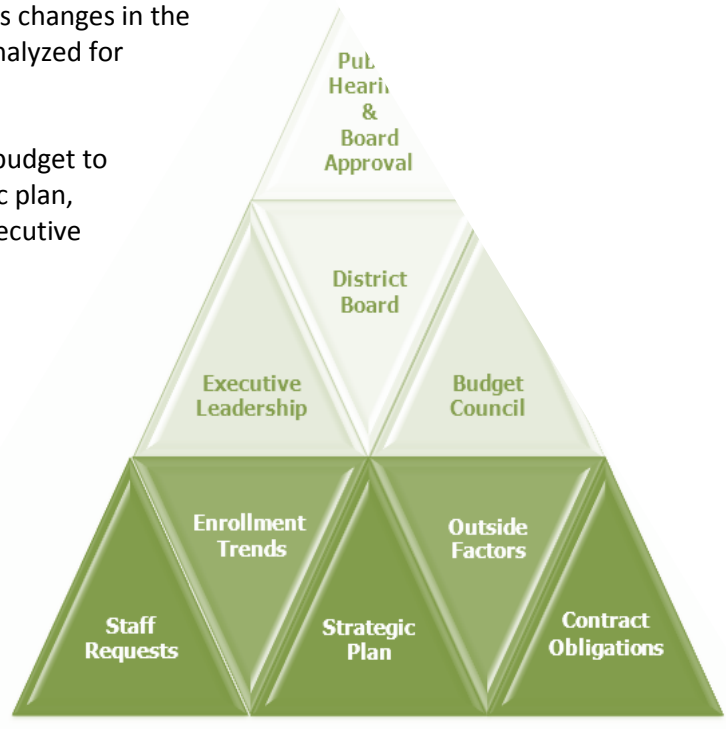 s changes in the
nalyzed for
budget to
c plan,
ecutive
&
Board
Approval
District
Board
Executive
Leadership
Budget
Council
Enrollment
Trends
Outside
Factors
Staff
Requests
Strategic
Plan
Contract
Obligations